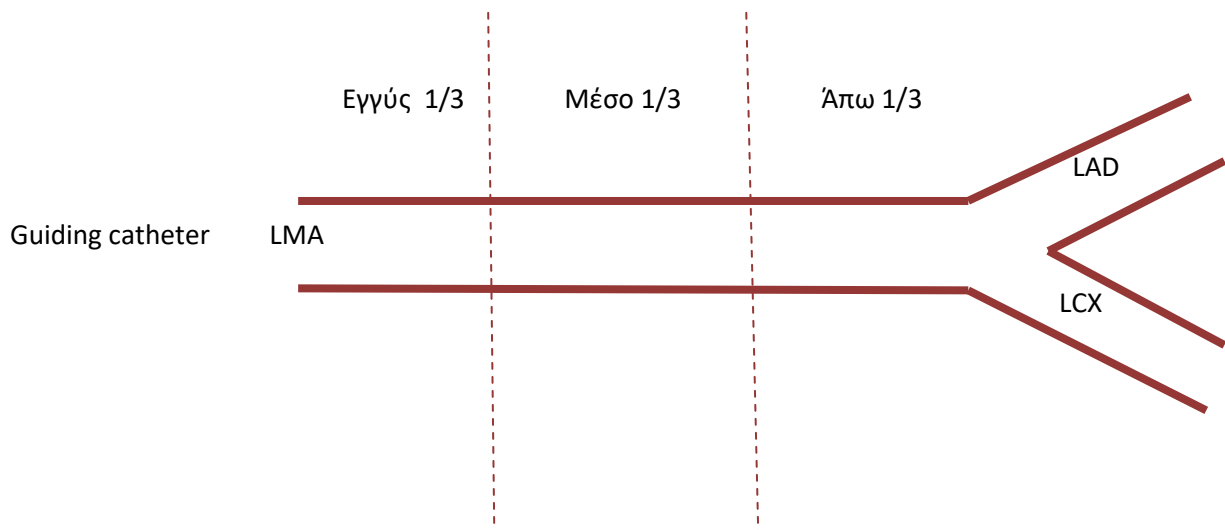 Εγγύς 1/3
Μέσο 1/3
Άπω 1/3
LAD
Guiding catheter
LMA
LCX